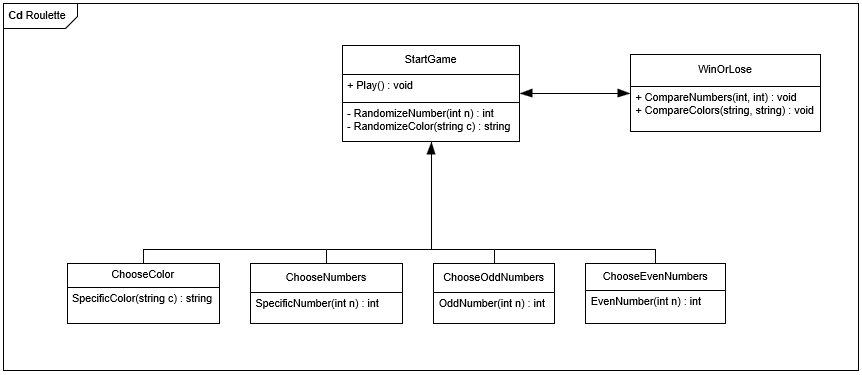 Cd Roulette
StartGame
+ Play() : void
- RandomizeNumber(int n) : int
- RandomizeColor(string c) : string
WinOrLose
+ CompareNumbers(int, int) : void
+ CompareColors(string, string) : void
ChooseColor
SpecificColor(string c) : string
ChooseNumbers
SpecificNumber(int n) : int
ChooseOddNumbers
OddNumber(int n) : int
ChooseEvenNumbers
EvenNumber(int n) : int